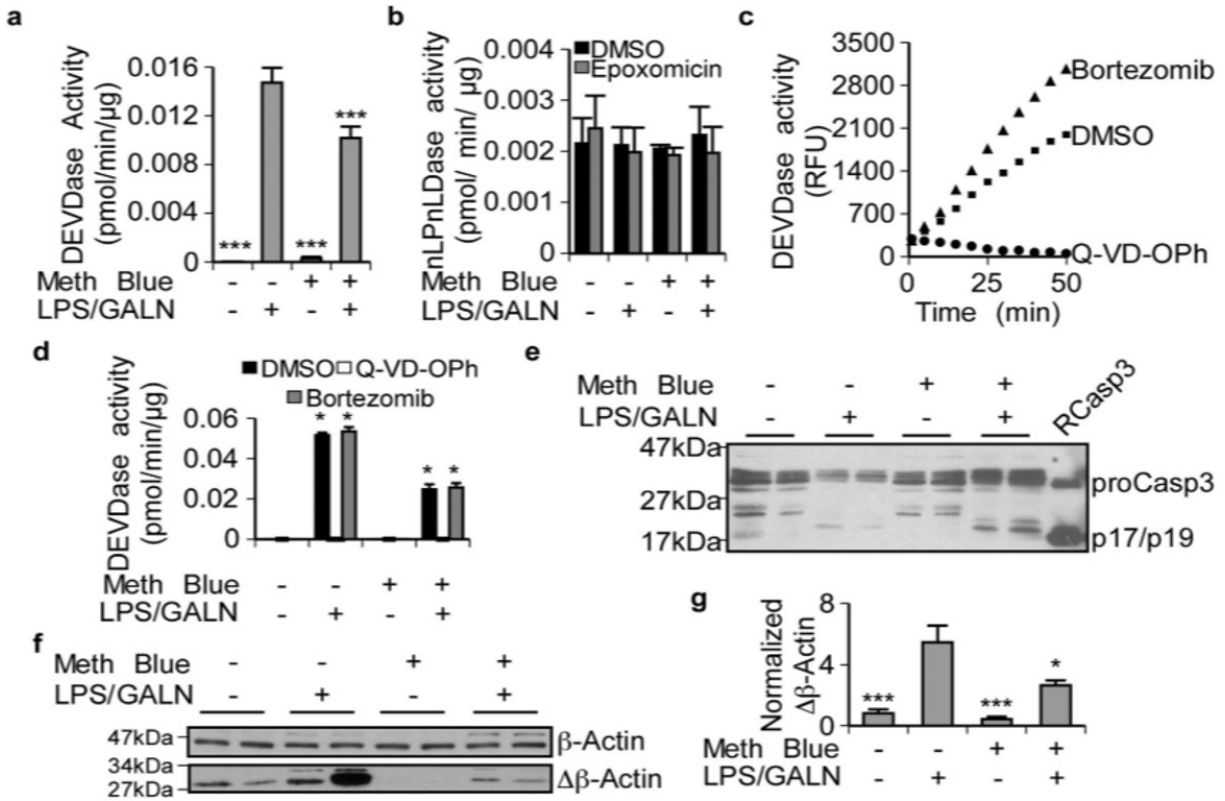 a
DEVDase Activity
(pmol/min/µg)
0.016
0.012
0.008
0.004
0
***
***
***
Meth Blue - - + +
LPS/GALN - + - +
b
nLPnLDase activity
(pmol/ min/ µg)
0.004
0.003
0.002
0.001
0
DMSO
Epoxomicin
Meth Blue - - + +
LPS/GALN - + - +
c
DEVDase activity
(RFU)
3500
2800
2100
1400
700
0
Bortezomib
DMSO
Q-VD-OPh
0 25 50
Time (min)
d
DEVDase activity
(pmol/min/µg)
DMSO Q-VD-OPh
Bortezomib
0.06
0.04
0.02
0
* *
* *
Meth Blue - - + +
LPS/GALN - + - +
e
Meth Blue - - + +
LPS/GALN - + - +
RCasp3
47kDa
27kDa
17kDa
proCasp3
p17/p19
f
Meth Blue - - + +
LPS/GALN - + - +
47kDa
β-Actin
34kDa
27kDa
Δβ-Actin
g
Normalized
Δβ-Actin
8
4
0
***
***
*
Meth Blue - - + +
LPS/GALN - + - +